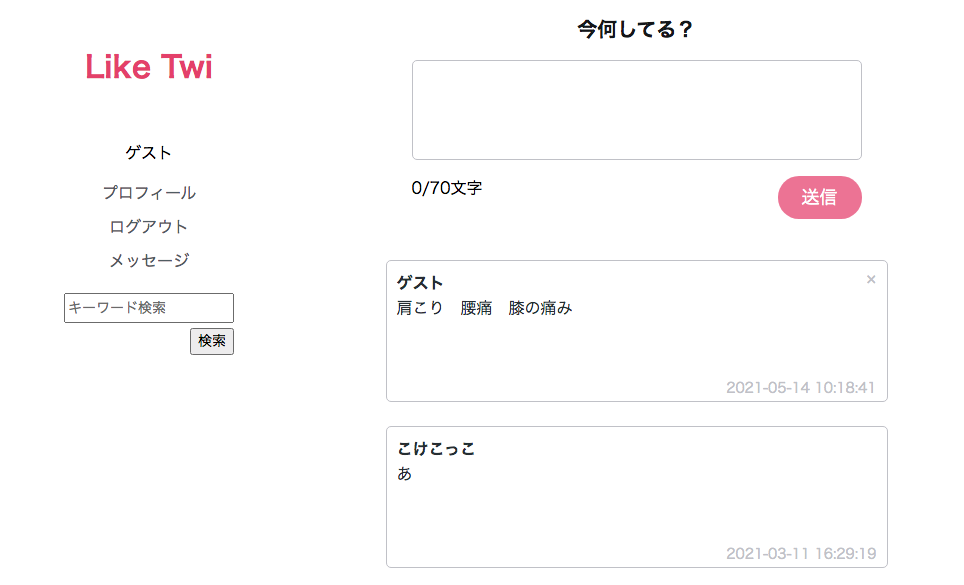 Like Twi
ゲスト
プロフィール
ログアウト
メッセージ
キーワード検索
検索
今何してる？
0/70文字
送信
ゲスト
×
肩こり　腰痛　膝の痛み
2021-05-14 10:18:41
こけこっこ
あ
2021-03-11 16:29:19